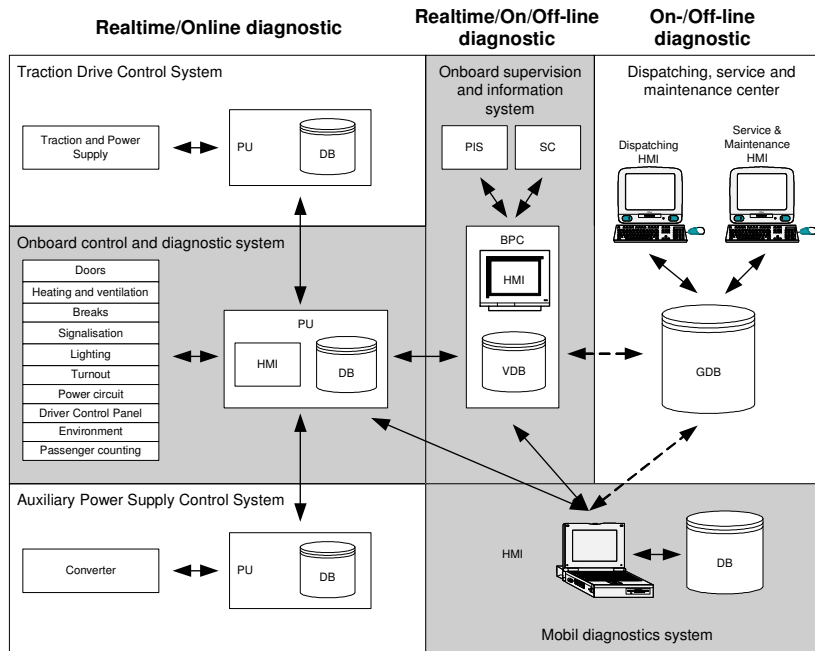 Realtime/Online diagnostic
Realtime/On/Off-line
diagnostic
On-/Off-line
diagnostic
Traction Drive Control System
Traction and Power
Supply
PU
DB
Onboard control and diagnostic system
Doors
Heating and ventilation
Breaks
Signalisation
Lighting
Turnout
Power circuit
Driver Control Panel
Environment
Passenger counting
PU
HMI
DB
Auxiliary Power Supply Control System
Converter
PU
DB
Onboard supervision
and information
system
PIS
SC
BPC
HMI
VDB
Dispatching, service and
maintenance center
Dispatching
HMI
Service &
Maintenance
HMI
GDB
HMI
DB
Mobil diagnostics system